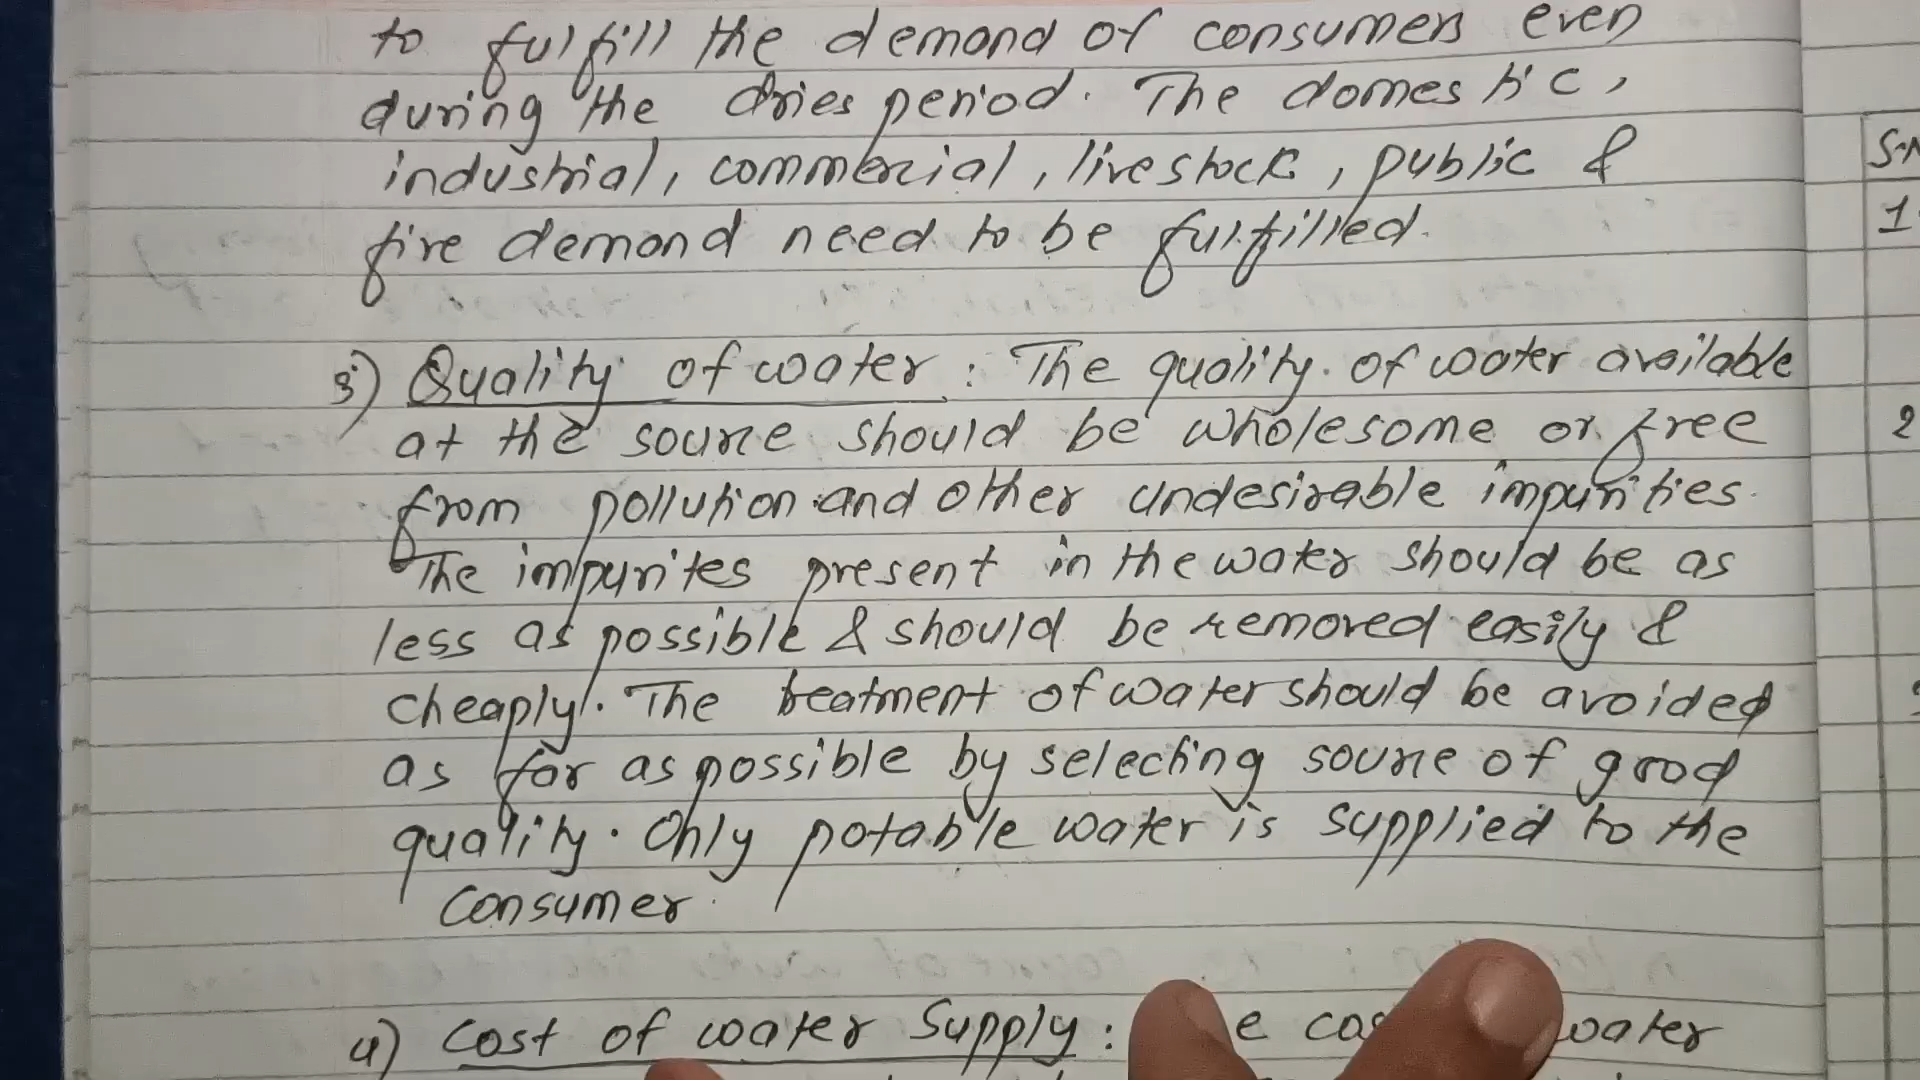 to fulfill the demand of consumers even
during the dries period. The domestic,
industrial, commercial, livestock, public &
fire demand need to be fulfilled.
3) Quality of water : The quality of water available
at the source should be wholesome or free
from pollution and other undesirable impurities.
The impurites present in the water should be as
less as possible & should be removed easily &
cheaply. The treatment of water should be avoided
as far as possible by selecting source of good
quality. Only potable water is supplied to the
consumer.
4) Cost of water Supply : water
S.N
1
2